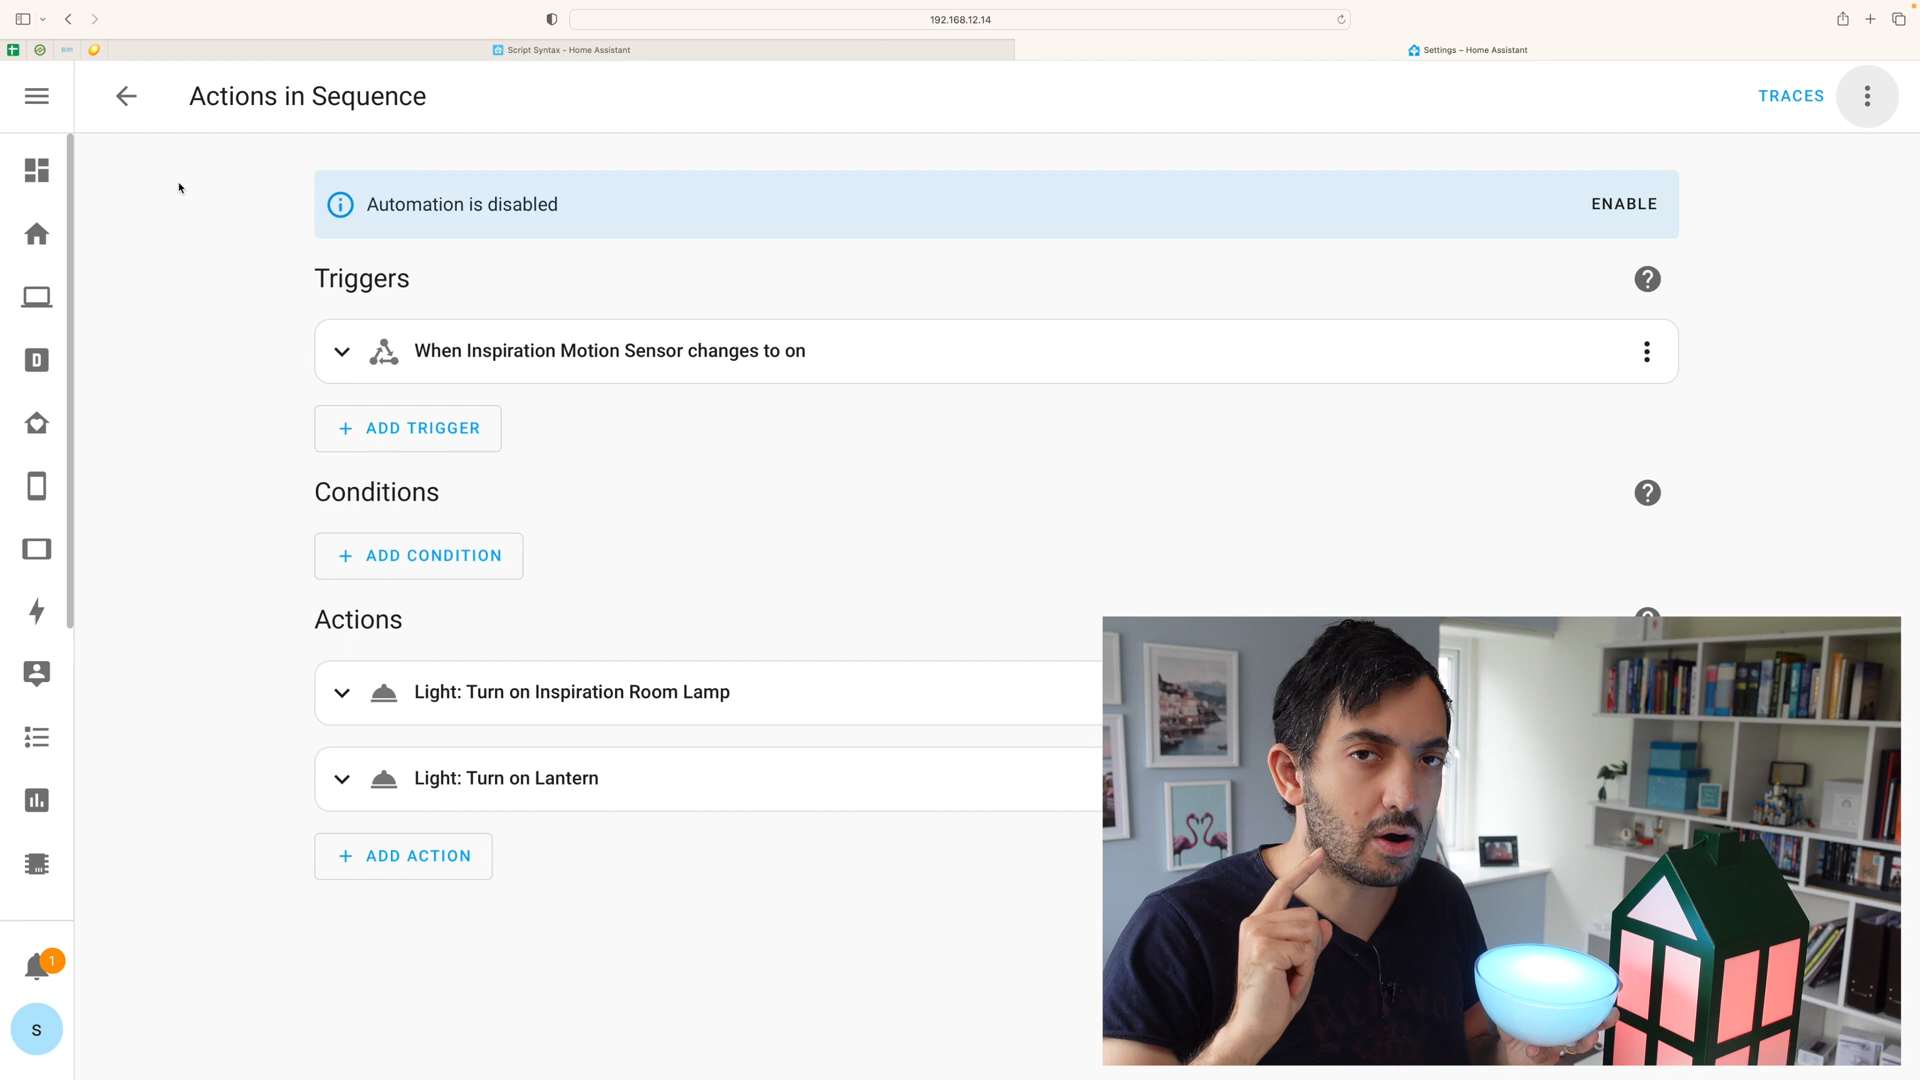 192.168.12.14
Script Syntax - Home Assistant
Settings – Home Assistant
Actions in Sequence
TRACES
D
Automation is disabled
ENABLE
Triggers
?
When Inspiration Motion Sensor changes to on
+ ADD TRIGGER
Conditions
?
+ ADD CONDITION
Actions
Light: Turn on Inspiration Room Lamp
Light: Turn on Lantern
+ ADD ACTION
1
s